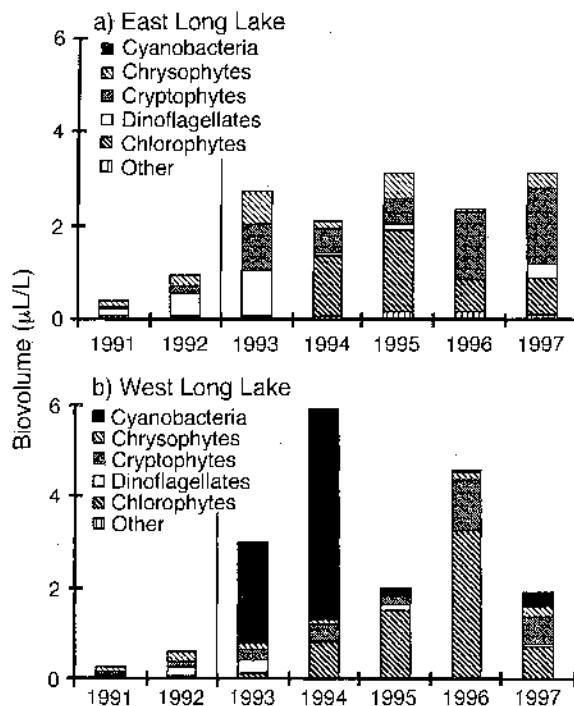 a) East Long Lake
6
Cyanobacteria
Chrysophytes
Cryptophytes
4
Dinoflagellates
Chlorophytes
Other
2
0
1991 1992 1993 1994 1995 1996 1997
Biovolume (µL/L)
b) West Long Lake
6
Cyanobacteria
Chrysophytes
Cryptophytes
4
Dinoflagellates
Chlorophytes
Other
2
0
1991 1992 1993 1994 1995 1996 1997